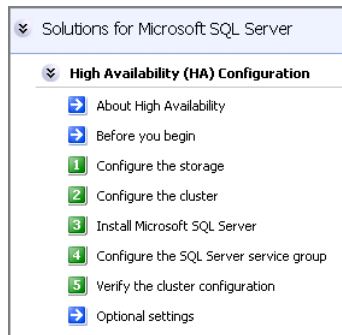 Solutions for Microsoft SQL Server
High Availability (HA) Configuration
About High Availability
Before you begin
1 Configure the storage
2 Configure the cluster
3 Install Microsoft SQL Server
4 Configure the SQL Server service group
5 Verify the cluster configuration
Optional settings